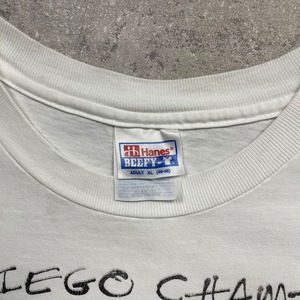 Hanes®
BEEFY-T®
ADULT XL (46-48)
IEGO CHAM